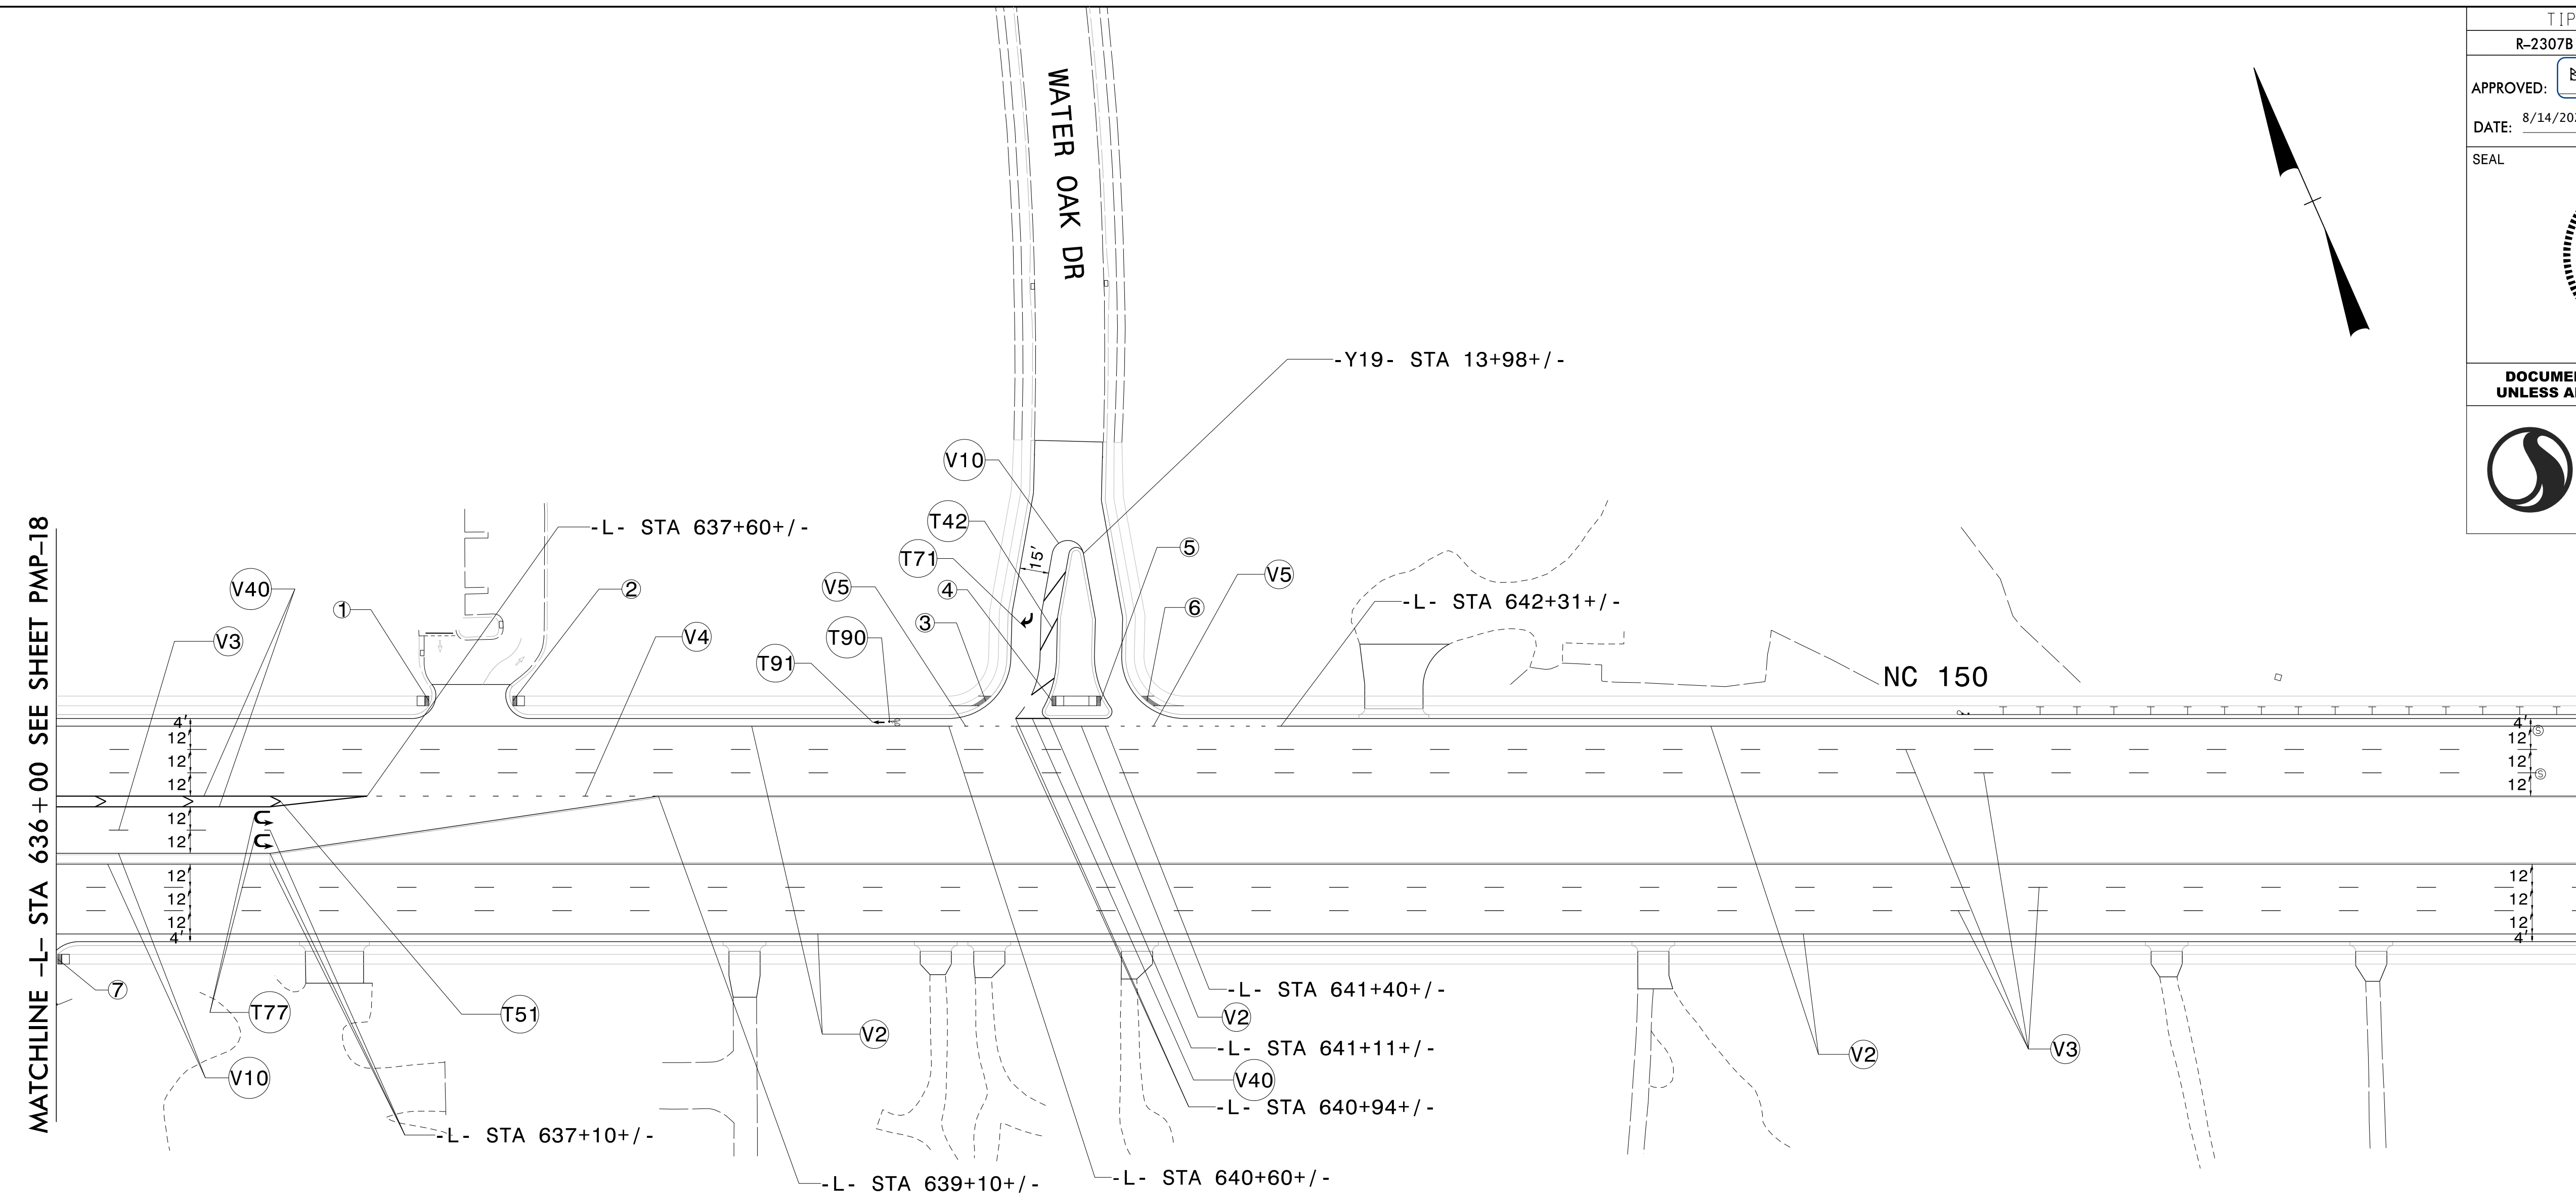 TIP
R-2307B
APPROVED:
DATE: 8/14/20
SEAL
DOCUME
UNLESS A
WATER OAK DR
-Y19- STA 13+98+/-
V10
T42
15'
T71
4
5
6
3
V5
V5
-L- STA 637+60+/-
-L- STA 642+31+/-
V40
1
2
V3
V4
T91
T90
NC 150
MATCHLINE -L- STA 636+00 SEE SHEET PMP-18
4'
12'
12'
12'
12'
12'
12'
12'
12'
4'
4'
12'
12'
12'
12'
12'
12'
4'
S
S
7
T77
T51
V10
V2
-L- STA 641+40+/-
V2
-L- STA 641+11+/-
V40
-L- STA 640+94+/-
V2
V3
-L- STA 637+10+/-
-L- STA 639+10+/-
-L- STA 640+60+/-